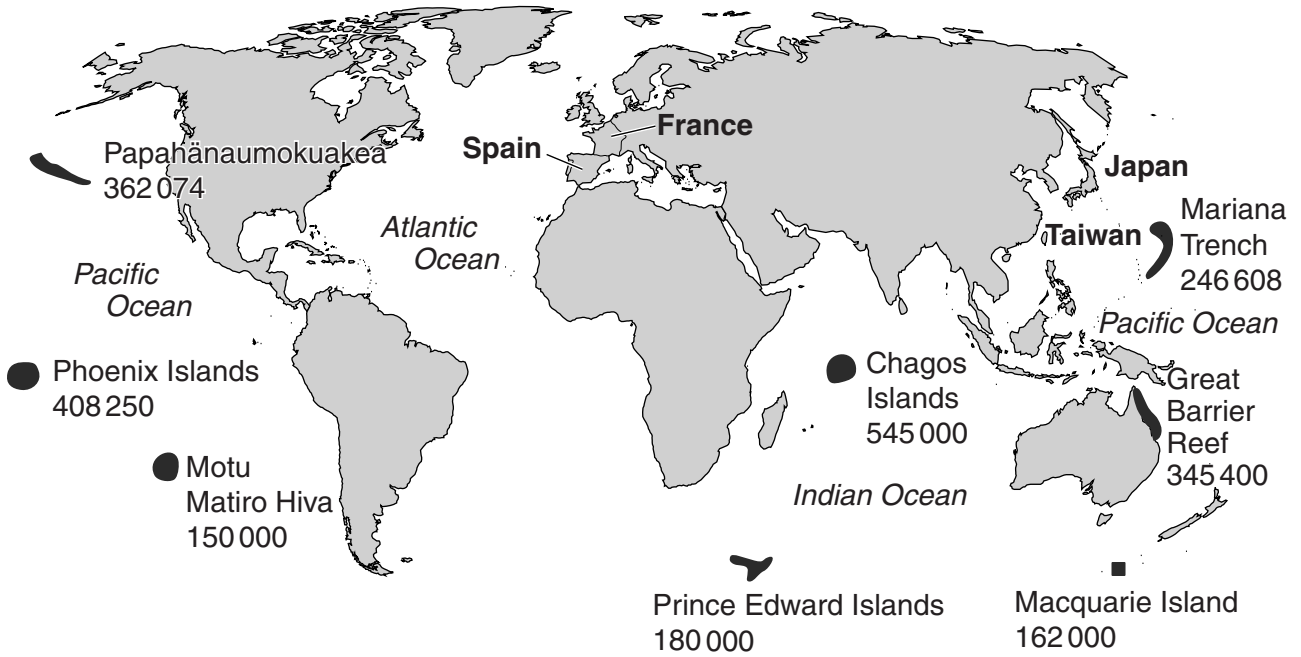 Papahänaumokuakea
362 074
Spain
France
Japan
Mariana
Trench
246 608
Taiwan
Atlantic
Ocean
Pacific
Ocean
Pacific Ocean
Phoenix Islands
408 250
Chagos
Islands
545 000
Great
Barrier
Reef
345 400
Motu
Matiro Hiva
150 000
Indian Ocean
Prince Edward Islands
180 000
Macquarie Island
162 000